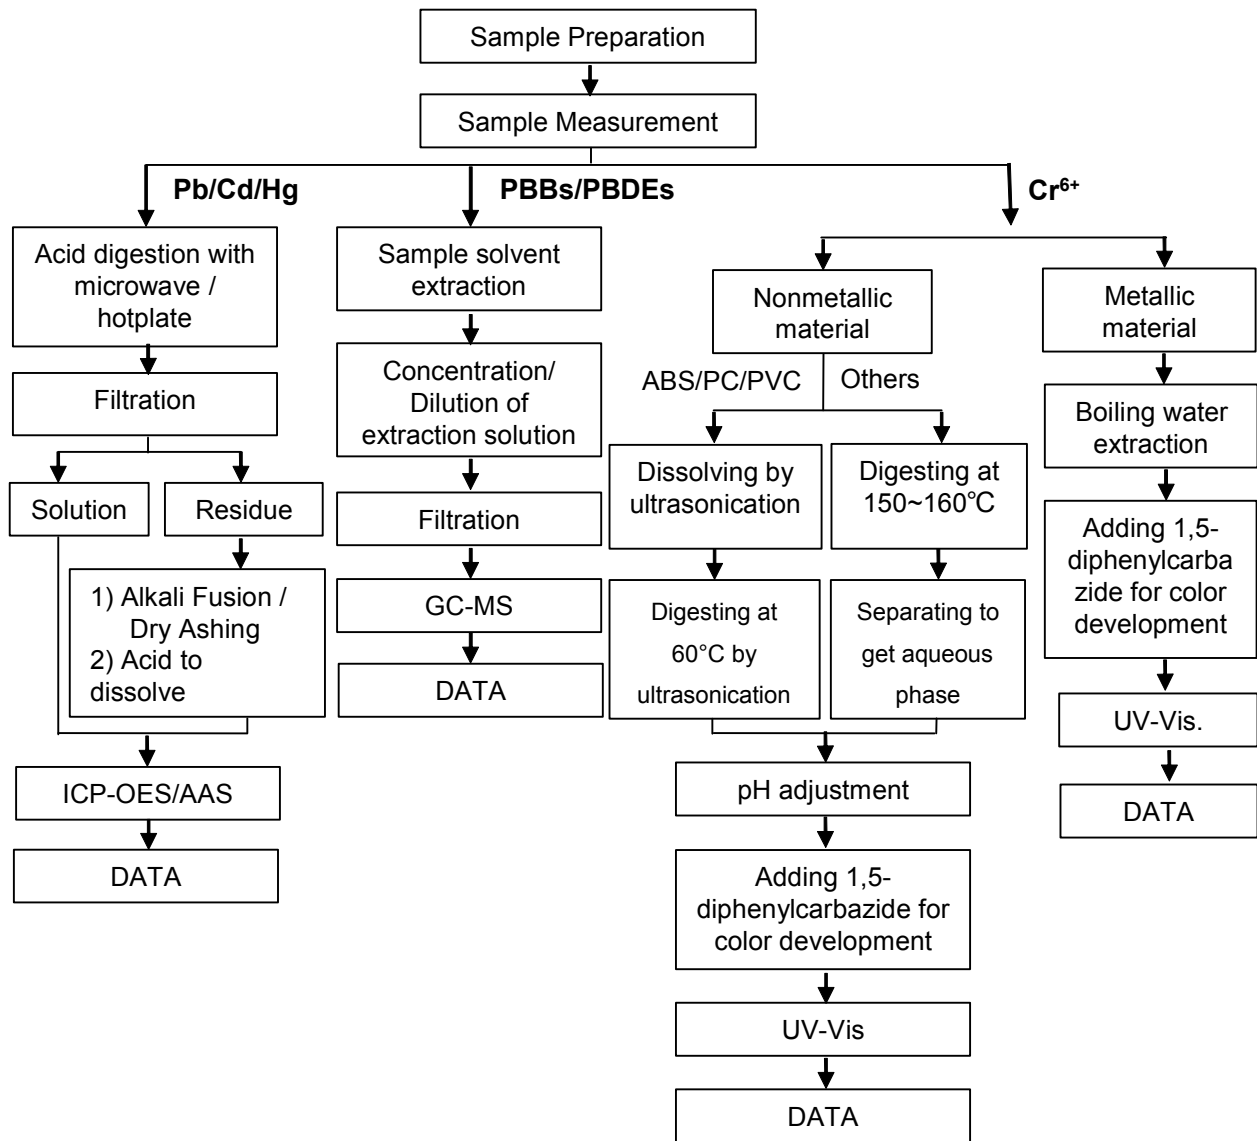 Sample Preparation
Sample Measurement
Pb/Cd/Hg
PBBs/PBDEs
Cr⁶⁺
Acid digestion with
microwave /
hotplate
Filtration
Solution
Residue
1) Alkali Fusion /
Dry Ashing
2) Acid to
dissolve
ICP-OES/AAS
DATA
Sample solvent
extraction
Concentration/
Dilution of
extraction solution
Filtration
GC-MS
DATA
Nonmetallic
material
ABS/PC/PVC
Others
Dissolving by
ultrasonication
Digesting at
60°C by
ultrasonication
Digesting at
150~160℃
Separating to
get aqueous
phase
pH adjustment
Adding 1,5-
diphenylcarbazide for
color development
UV-Vis
DATA
Metallic
material
Boiling water
extraction
Adding 1,5-
diphenylcarba
zide for color
development
UV-Vis.
DATA